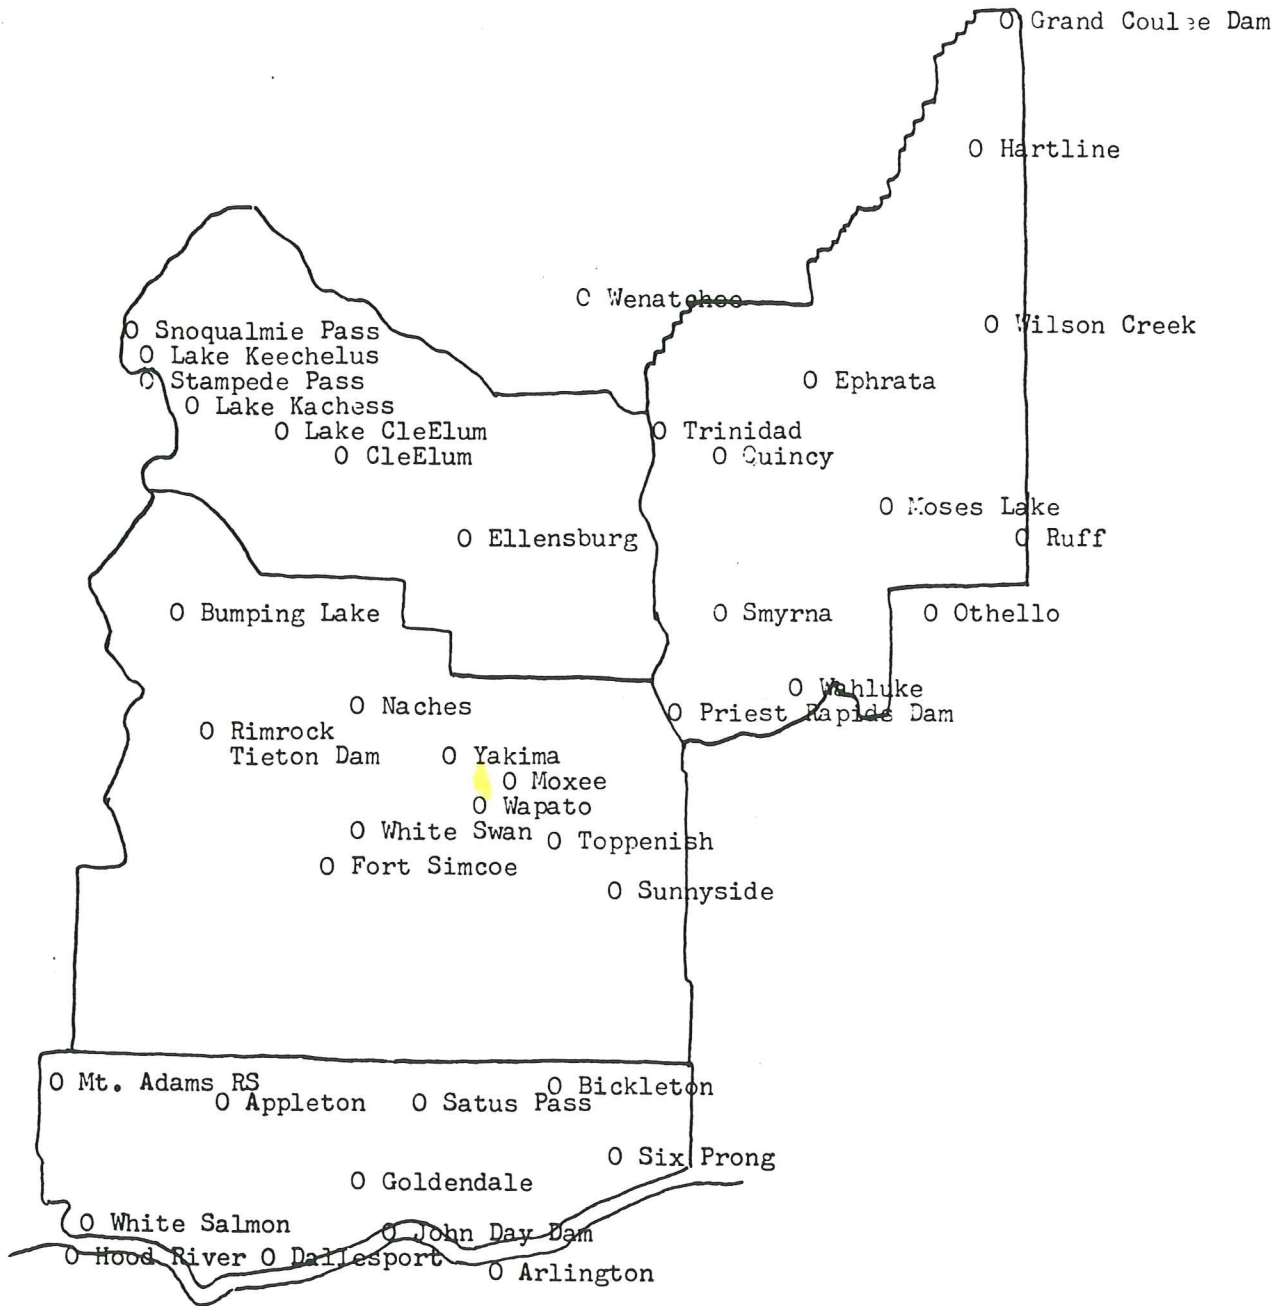 O Grand Coulee Dam
O Hartline
O Wenatchee
O Wilson Creek
O Snoqualmie Pass
O Lake Keechelus
O Stampede Pass
O Lake Kachess
O Ephrata
O Lake CleElum
O Trinidad
O CleElum
O Quincy
O Moses Lake
O Ellensburg
O Ruff
O Bumping Lake
O Smyrna
O Othello
O Wahluke
O Naches
O Priest Rapids Dam
O Rimrock
Tieton Dam
O Yakima
O Moxee
O Wapato
O White Swan
O Toppenish
O Fort Simcoe
O Sunnyside
O Mt. Adams RS
O Bickleton
O Appleton
O Satus Pass
O Six Prong
O Goldendale
O White Salmon
O John Day Dam
O Hood River
O Dallesport
O Arlington